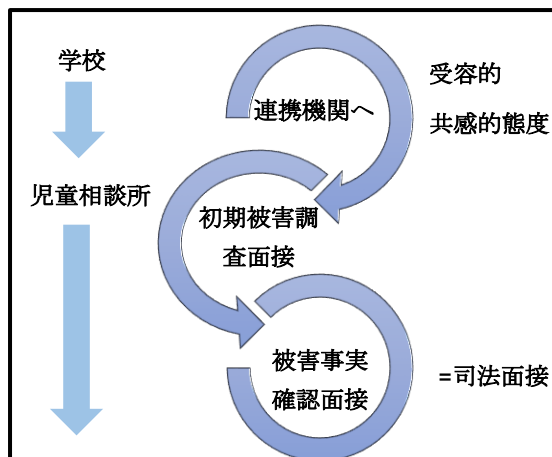 学校
連携機関へ
受容的
共感的態度
児童相談所
初期被害調
査面接
被害事実
確認面接
=司法面接